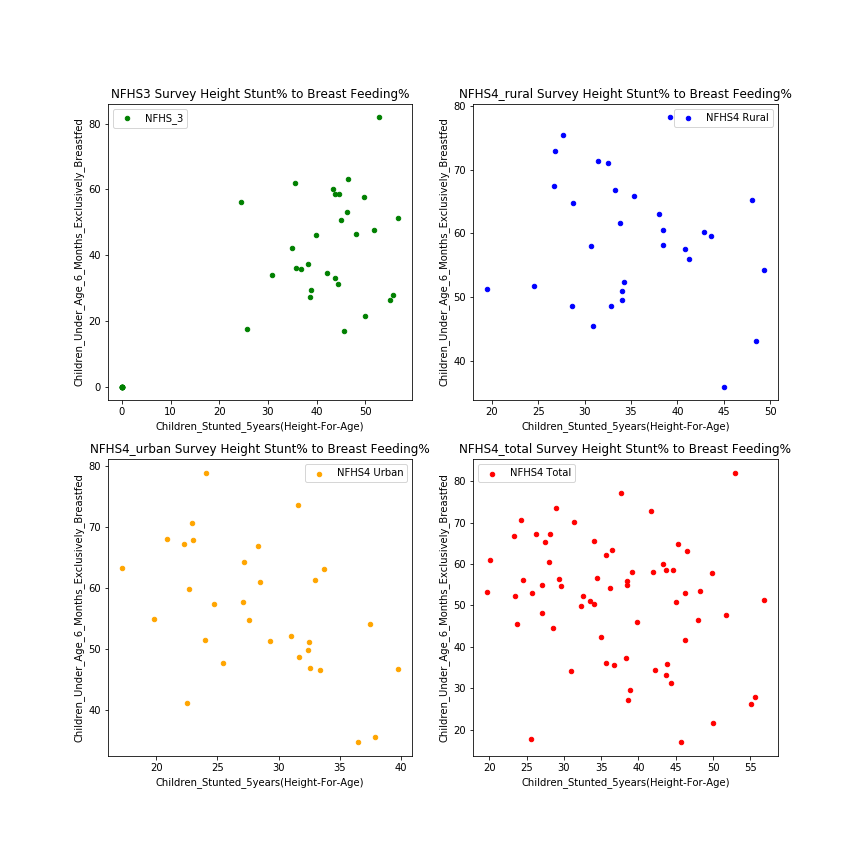 NFHS3 Survey Height Stunt% to Breast Feeding%
NFHS_3
Children_Under_Age_6_Months_Exclusively_Breastfed
80
60
40
20
0
0 10 20 30 40 50
Children_Stunted_5years(Height-For-Age)
NFHS4_rural Survey Height Stunt% to Breast Feeding%
NFHS4 Rural
Children_Under_Age_6_Months_Exclusively_Breastfed
80
70
60
50
40
20 25 30 35 40 45 50
Children_Stunted_5years(Height-For-Age)
NFHS4_urban Survey Height Stunt% to Breast Feeding%
NFHS4 Urban
Children_Under_Age_6_Months_Exclusively_Breastfed
80
70
60
50
40
20 25 30 35 40
Children_Stunted_5years(Height-For-Age)
NFHS4_total Survey Height Stunt% to Breast Feeding%
NFHS4 Total
Children_Under_Age_6_Months_Exclusively_Breastfed
80
70
60
50
40
30
20
20 25 30 35 40 45 50 55
Children_Stunted_5years(Height-For-Age)